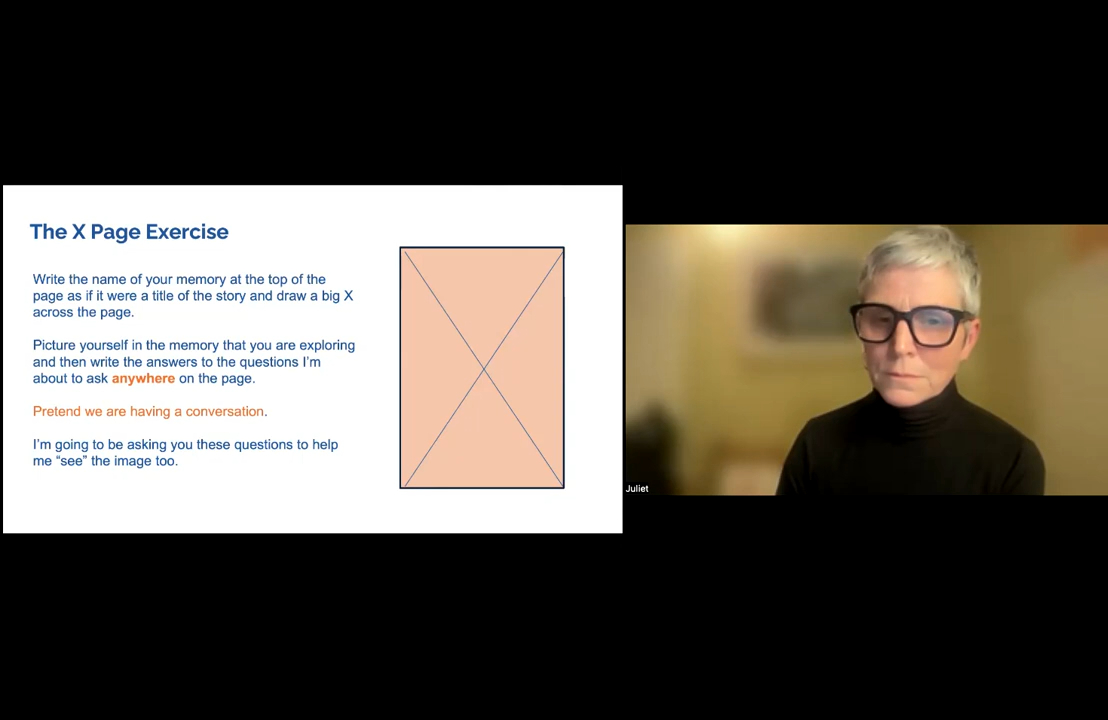 The X Page Exercise
Write the name of your memory at the top of the
page as if it were a title of the story and draw a big X
across the page.
Picture yourself in the memory that you are exploring
and then write the answers to the questions I'm
about to ask anywhere on the page.
Pretend we are having a conversation.
I'm going to be asking you these questions to help
me “see” the image too.
Juliet